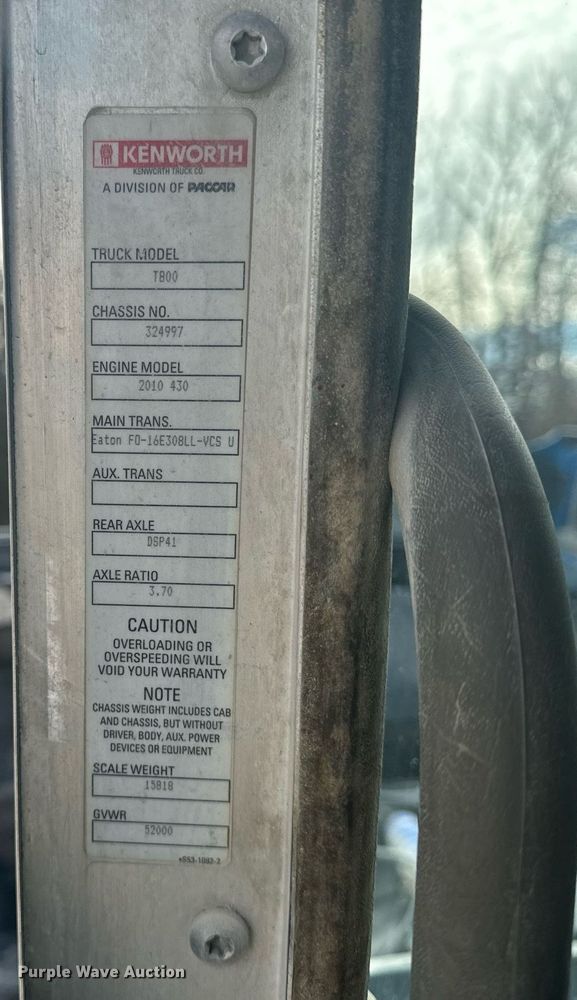 KENWORTH
KENWORTH TRUCK CO.
A DIVISION OF PACCAR
TRUCK MODEL
T800
CHASSIS NO.
324997
ENGINE MODEL
2010 430
MAIN TRANS.
Eaton FO-16E308LL-VCS U
AUX. TRANS
REAR AXLE
DSP41
AXLE RATIO
3.70
CAUTION
OVERLOADING OR
OVERSPEEDING WILL
VOID YOUR WARRANTY
NOTE
CHASSIS WEIGHT INCLUDES CAB
AND CHASSIS, BUT WITHOUT
DRIVER, BODY, AUX. POWER
DEVICES OR EQUIPMENT
SCALE WEIGHT
15818
GVWR
52000
Purple Wave Auction